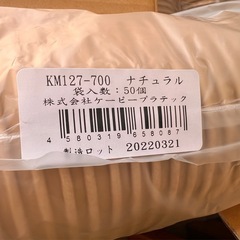 KM127-700 ナチュラル
袋入数：50個
株式会社ケーピープラテック
4 580319 658087
製造ロット 20220321